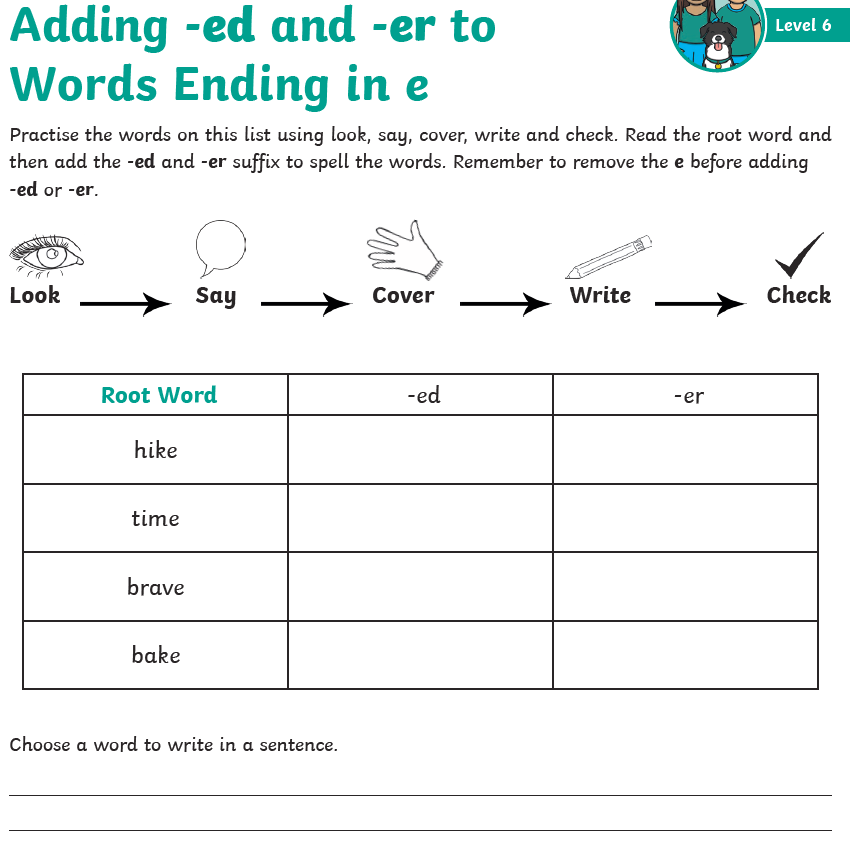 Adding -ed and -er to
Words Ending in e
Level 6
Practise the words on this list using look, say, cover, write and check. Read the root word and
then add the -ed and -er suffix to spell the words. Remember to remove the e before adding
-ed or -er.
Look Say Cover Write Check
Root Word -ed -er
hike
time
brave
bake
Choose a word to write in a sentence.